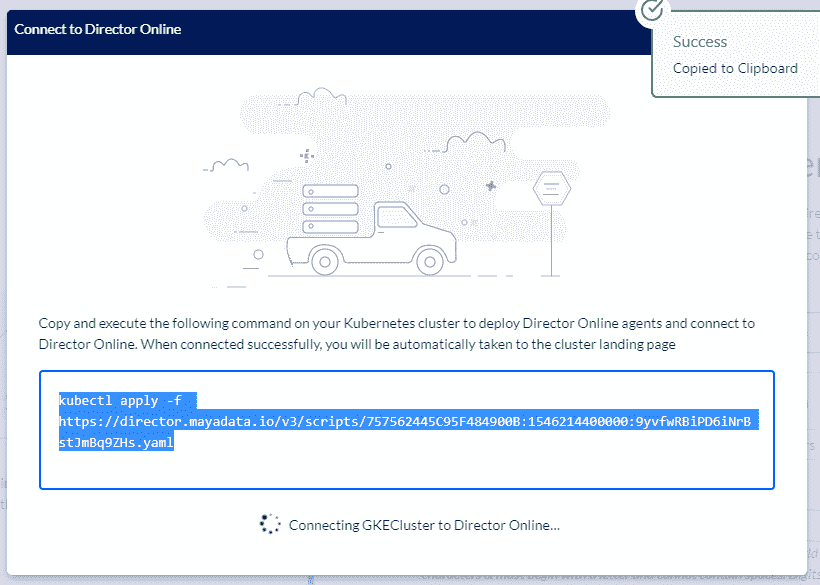 Connect to Director Online
Success
Copied to Clipboard
Copy and execute the following command on your Kubernetes cluster to deploy Director Online agents and connect to
Director Online. When connected successfully, you will be automatically taken to the cluster landing page
kubectl apply -f
https://director.mayadata.io/v3/scripts/757562445C95F484900B:1546214400000:9yvfwRBiPD6iNrB
stJmBq9ZHs.yaml
Connecting GKECluster to Director Online...